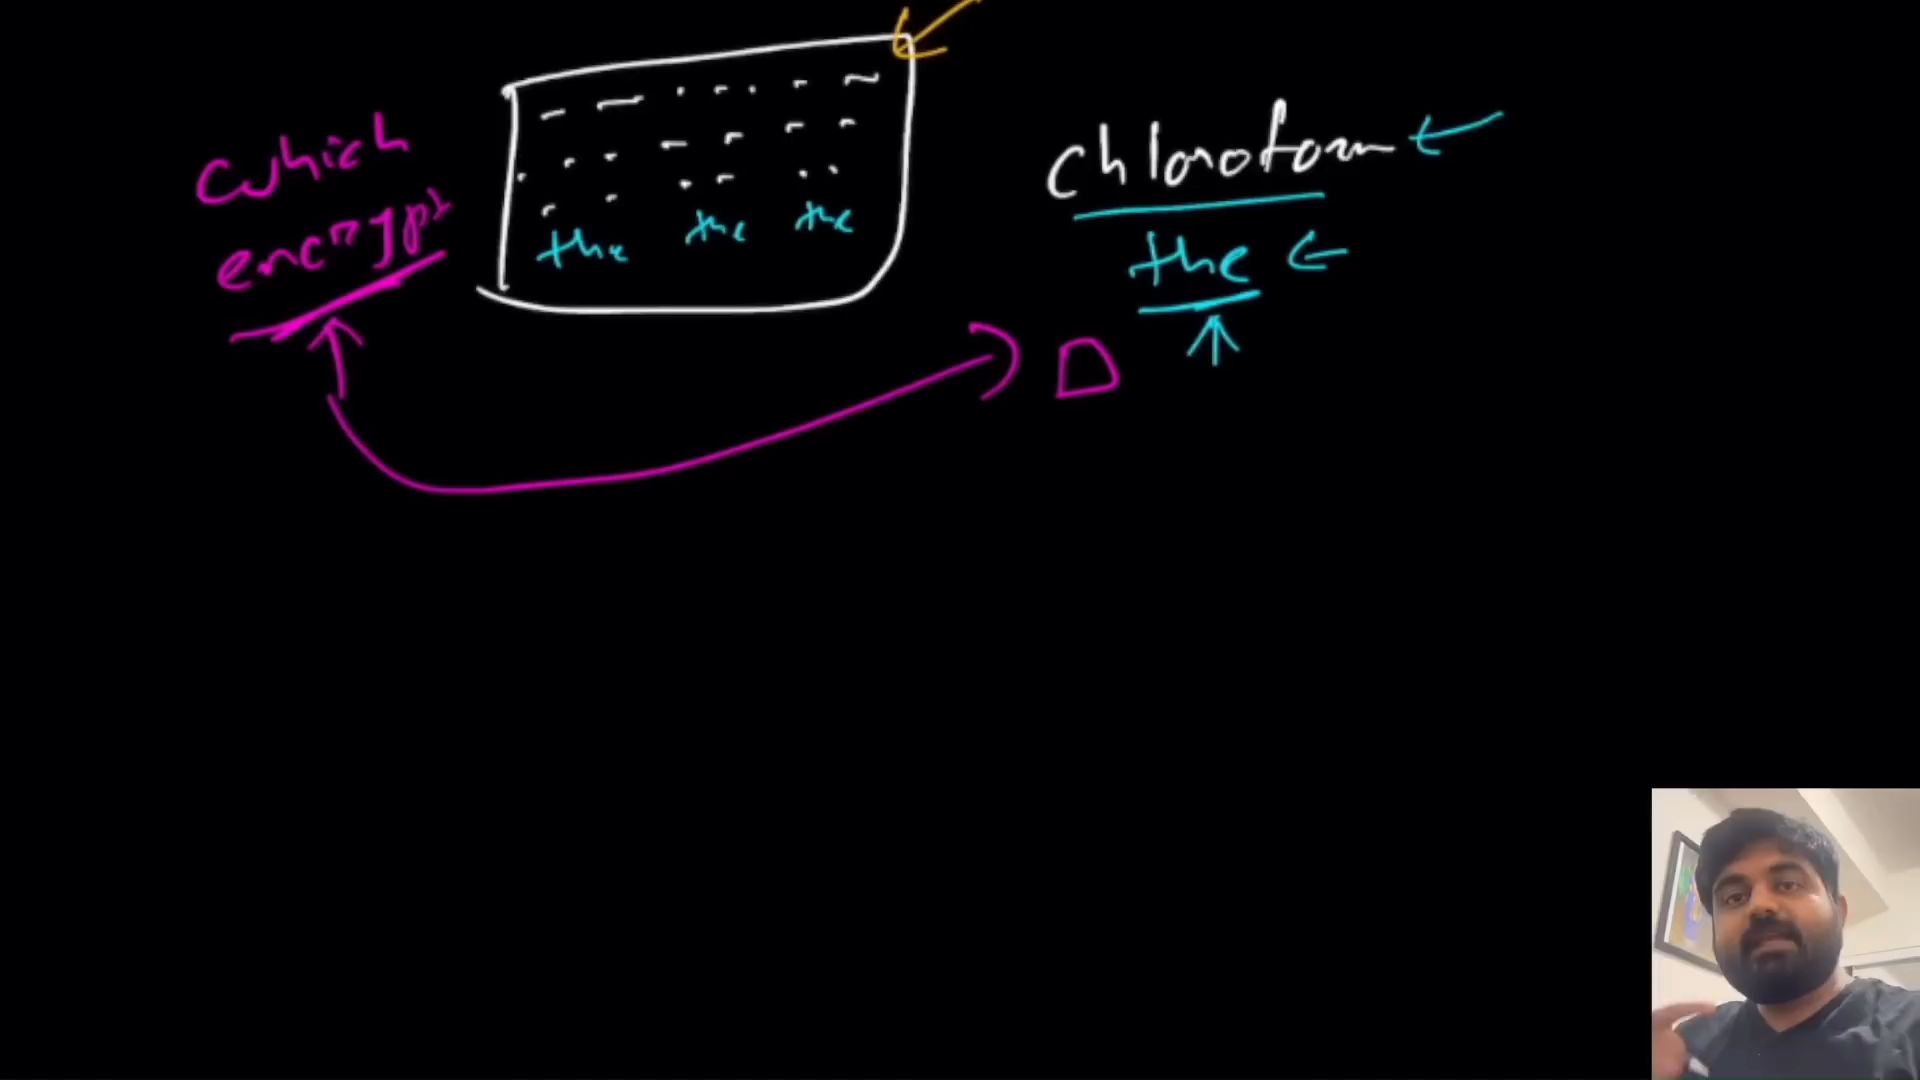 which
encrypt
the the the
chloroform
the
D